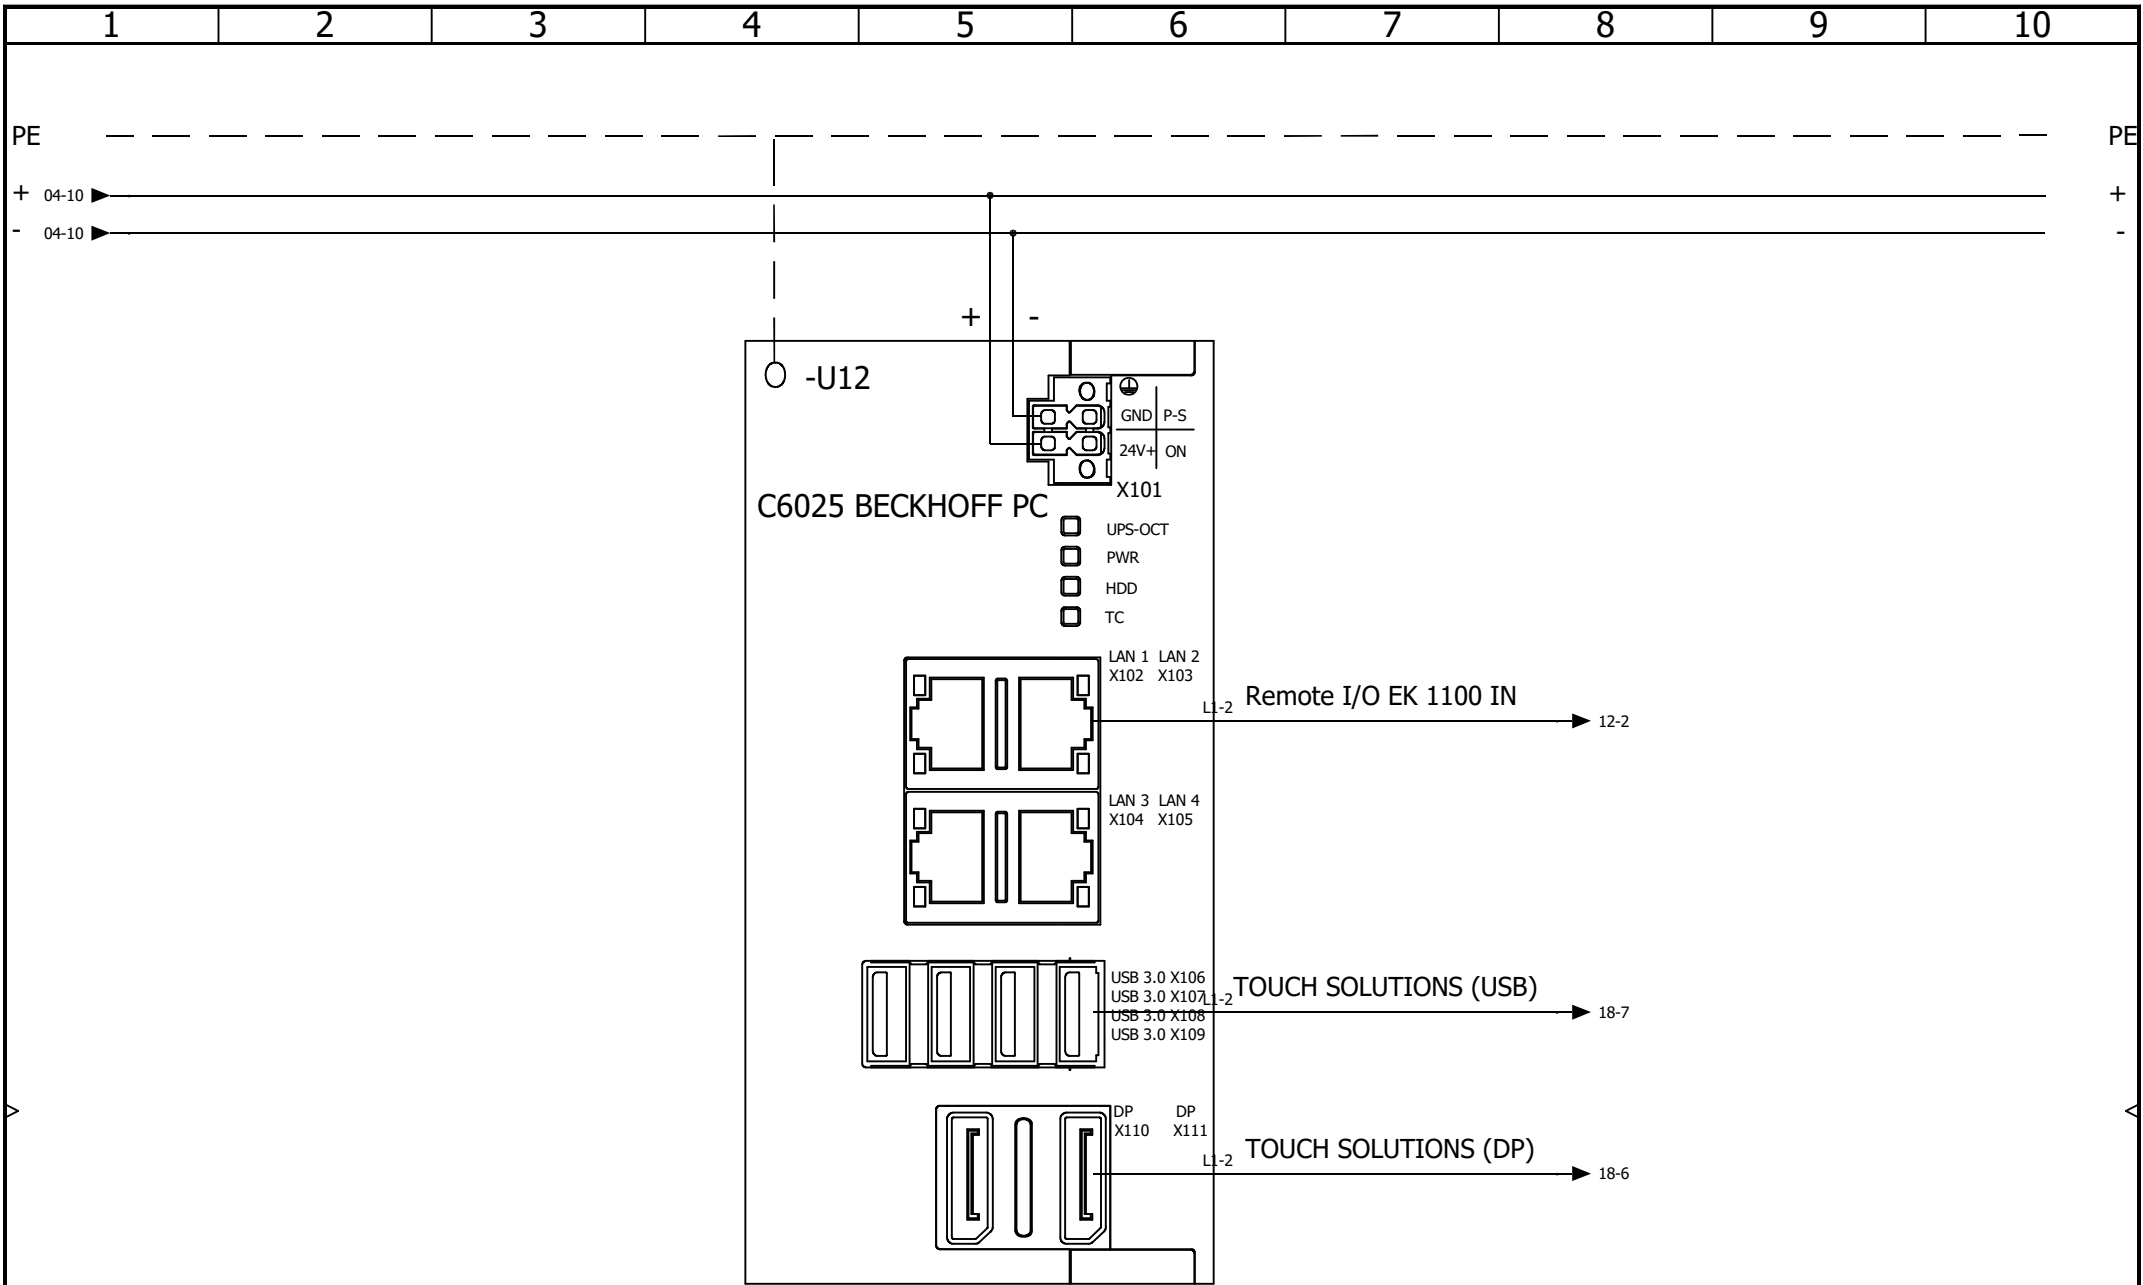 1 2 3 4 5 6 7 8 9 10
PE PE
+ 04-10 +
- 04-10 -
+ -
-U12
GND P-S
24V+ ON
X101
C6025 BECKHOFF PC
UPS-OCT
PWR
HDD
TC
LAN 1 LAN 2
X102 X103
L1-2 Remote I/O EK 1100 IN 12-2
LAN 3 LAN 4
X104 X105
USB 3.0 X106
USB 3.0 X107
USB 3.0 X108
USB 3.0 X109
L1-2 TOUCH SOLUTIONS (USB) 18-7
DP DP
X110 X111
L1-2 TOUCH SOLUTIONS (DP) 18-6